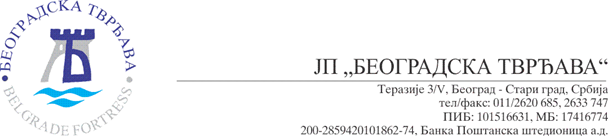 БЕОГРАДСКА ТВРЂАВА
BELGRADE FORTRESS
ЈП „БЕОГРАДСКА ТВРЂАВА“
Теразије 3/V, Београд - Стари град, Србија
тел/факс: 011/2620 685, 2633 747
ПИБ: 101516631, МБ: 17416774
200-2859420101862-74, Банка Поштанска штедионица а.д.